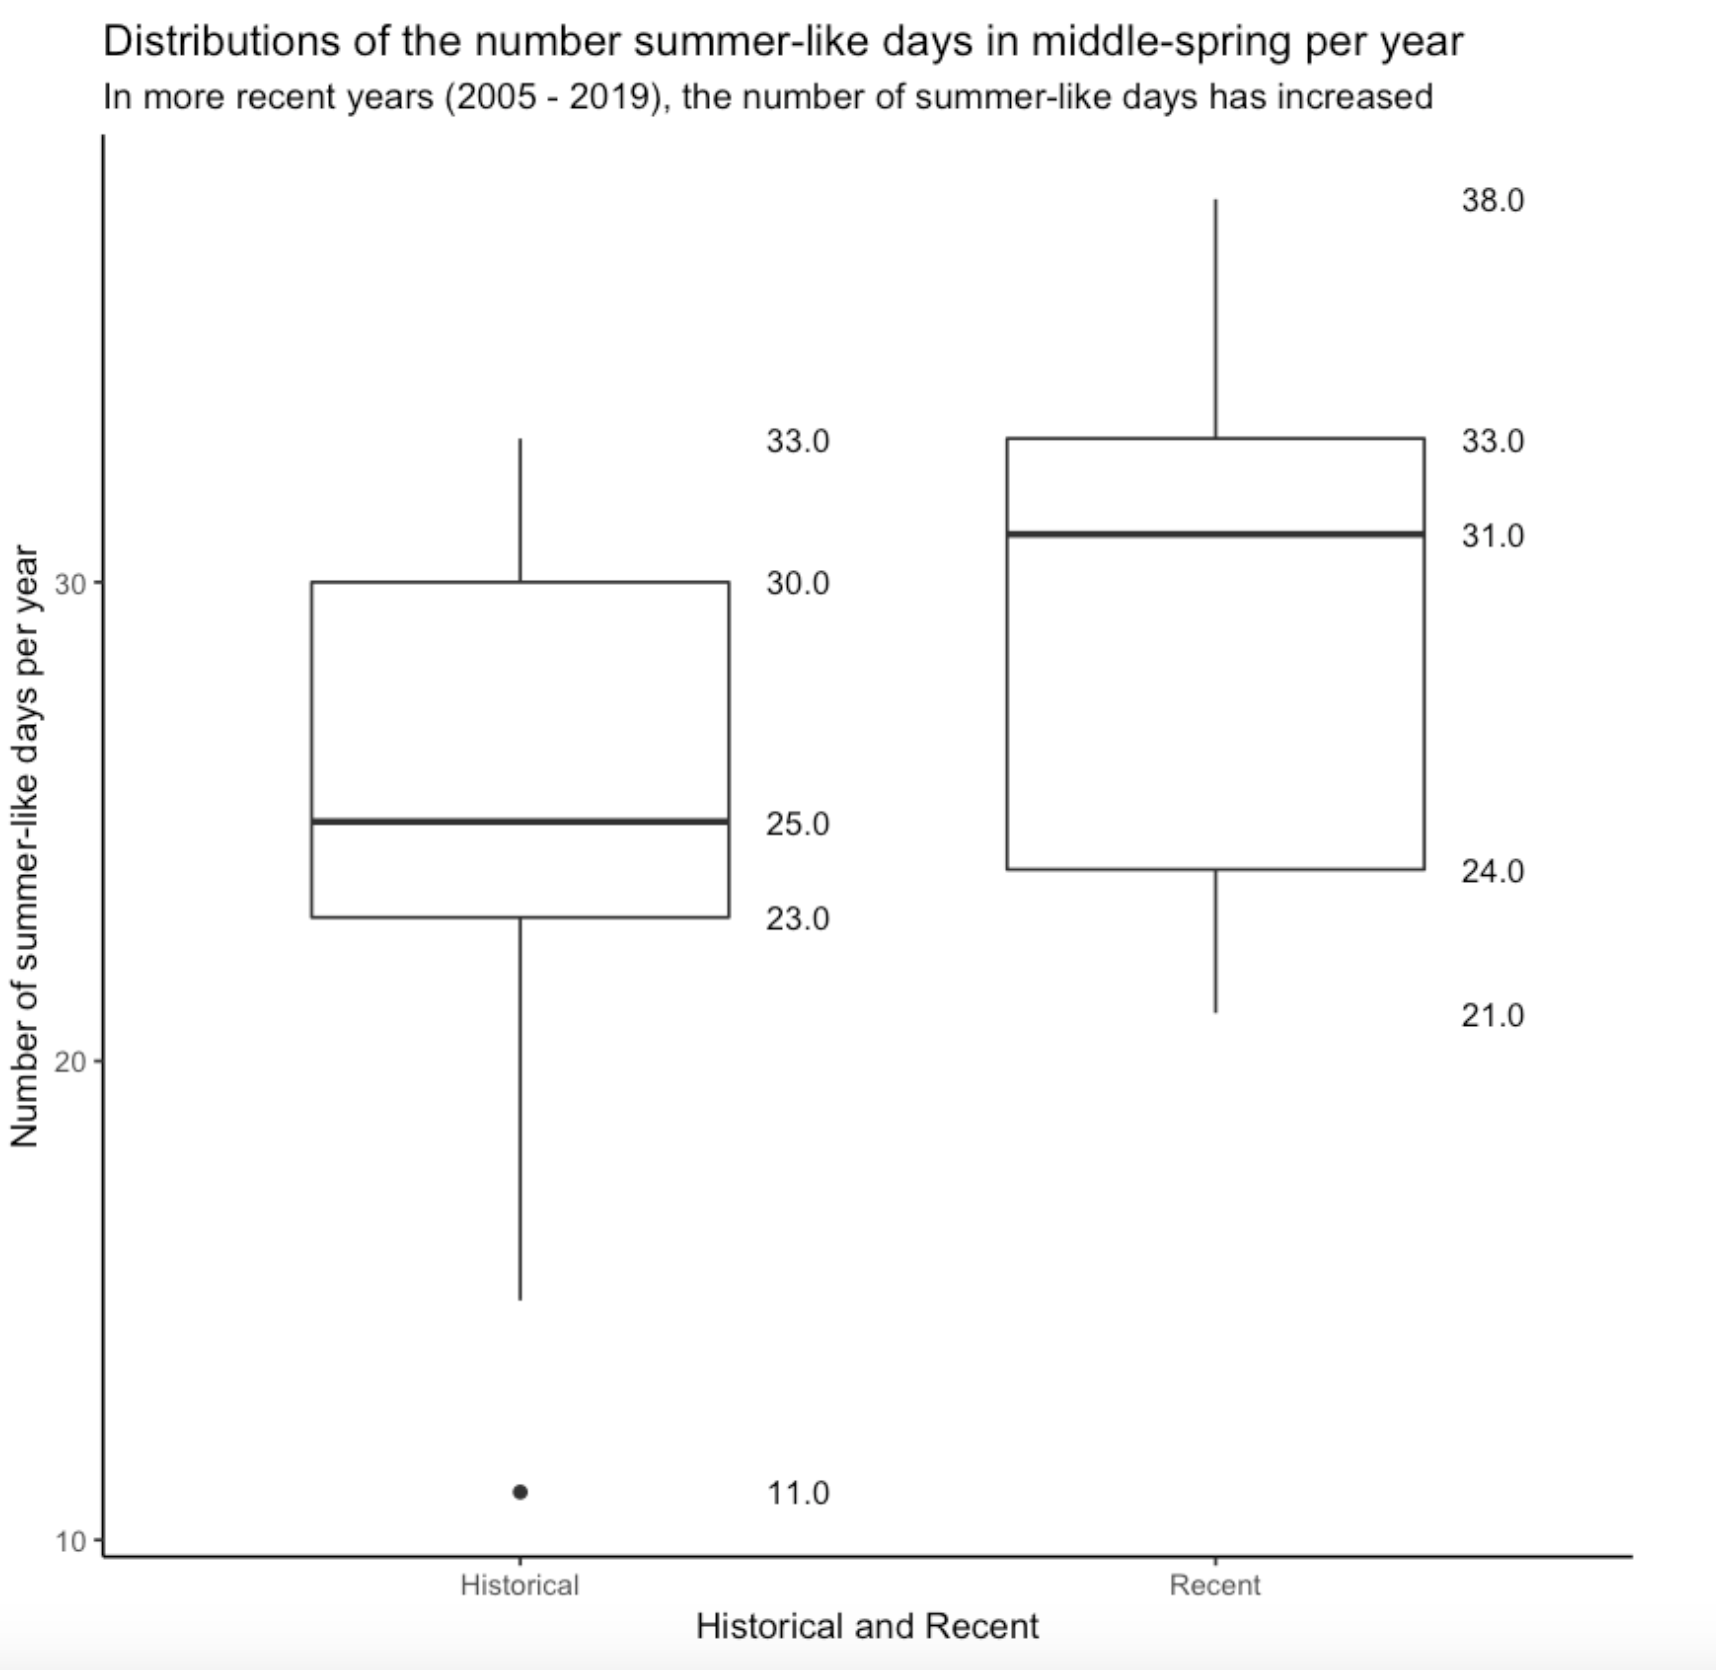 Distributions of the number summer-like days in middle-spring per year
In more recent years (2005 - 2019), the number of summer-like days has increased
Number of summer-like days per year
30
20
10
33.0
30.0
25.0
23.0
11.0
38.0
33.0
31.0
24.0
21.0
Historical
Recent
Historical and Recent